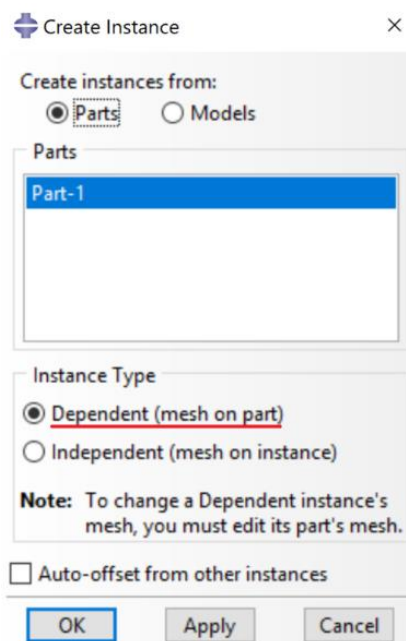 Create Instance
Create instances from:
Parts Models
Parts
Part-1
Instance Type
Dependent (mesh on part)
Independent (mesh on instance)
Note: To change a Dependent instance's
mesh, you must edit its part's mesh.
Auto-offset from other instances
OK Apply Cancel